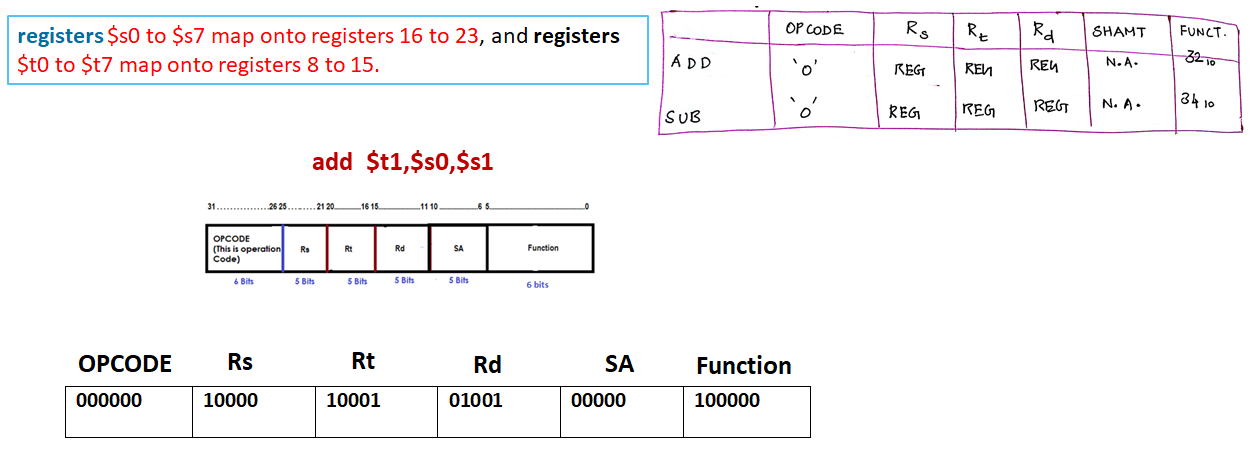 registers $s0 to $s7 map onto registers 16 to 23, and registers
$t0 to $t7 map onto registers 8 to 15.
OPCODE Rs Rt Rd SHAMT FUNCT.
ADD '0' REG REG REG N.A. 32 10
SUB '0' REG REG REG N.A. 34 10
add $t1,$s0,$s1
31..................26 25..........21 20..........16 15..............11 10..............6 5..............................0
OPCODE
(This is operation Rs Rt Rd SA Function
Code)
6 Bits 5 Bits 5 Bits 5 Bits 5 Bits 6 bits
OPCODE Rs Rt Rd SA Function
000000 10000 10001 01001 00000 100000